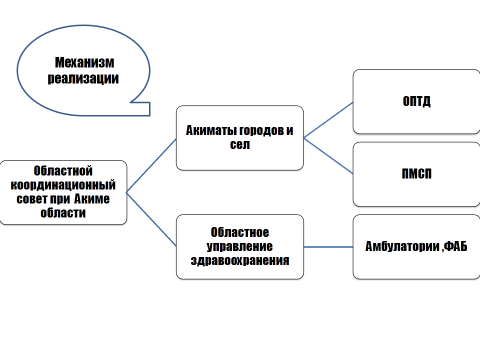 Механизм
реализации
Областной
координационный
совет при Акиме
области
Акиматы городов и
сел
Областное
управление
здравоохранения
ОПТД
ПМСП
Амбулатории ,ФАБ